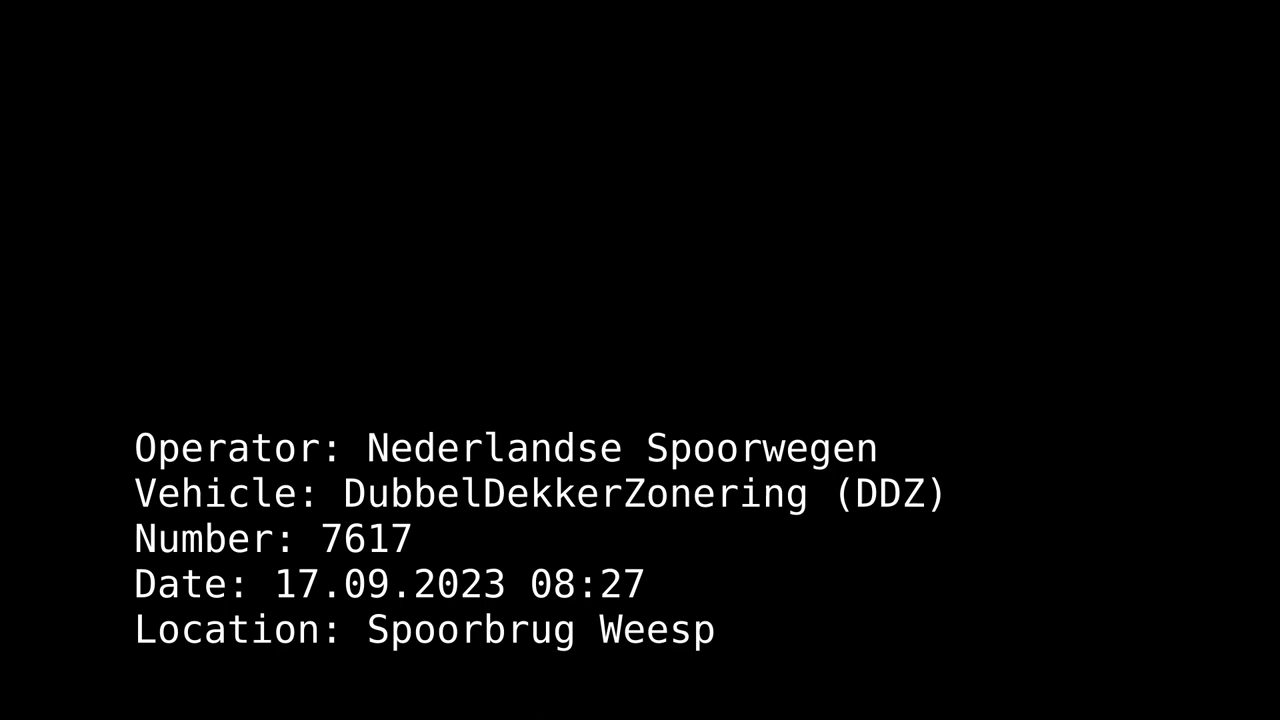 Operator: Nederlandse Spoorwegen
Vehicle: DubbelDekkerZonering (DDZ)
Number: 7617
Date: 17.09.2023 08:27
Location: Spoorbrug Weesp